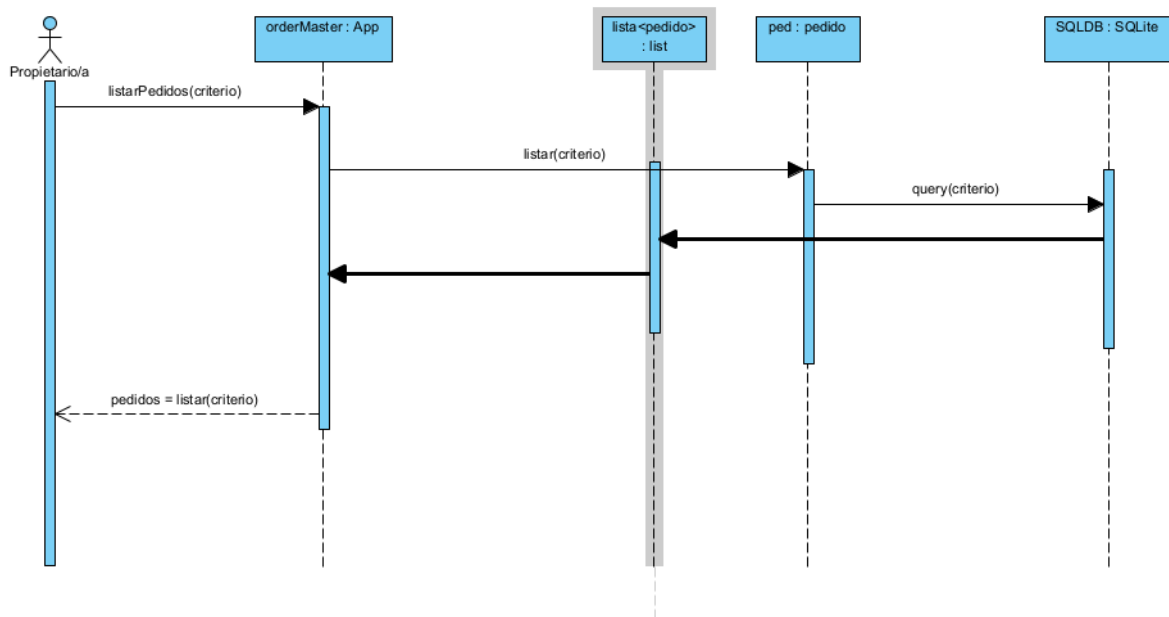 orderMaster : App
lista<pedido>
: list
ped : pedido
SQLDB : SQLite
Propietario/a
listarPedidos(criterio)
listar(criterio)
query(criterio)
pedidos = listar(criterio)